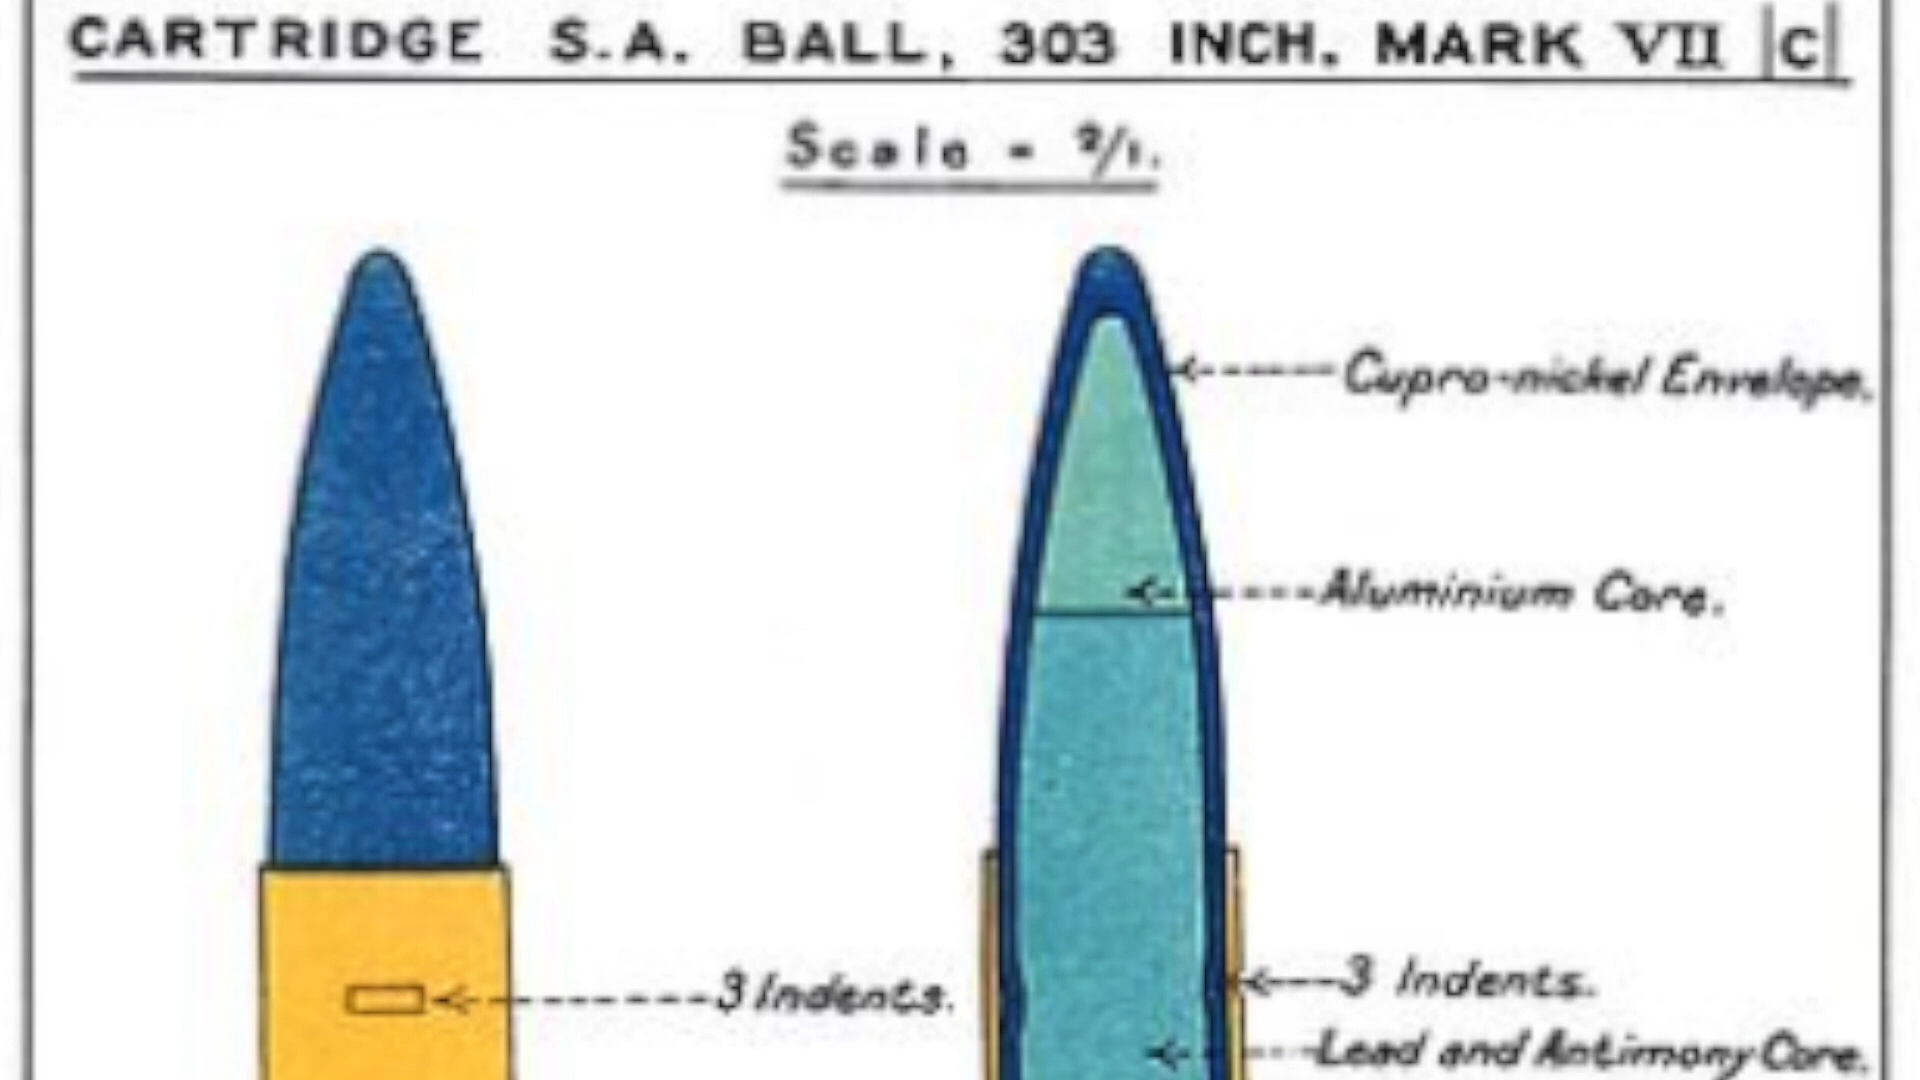 CARTRIDGE S.A. BALL, 303 INCH. MARK VII |C|
Scale - 2/1.
Cupro-nickel Envelope.
Aluminium Core.
3 Indents.
3 Indents.
Lead and Antimony Core.